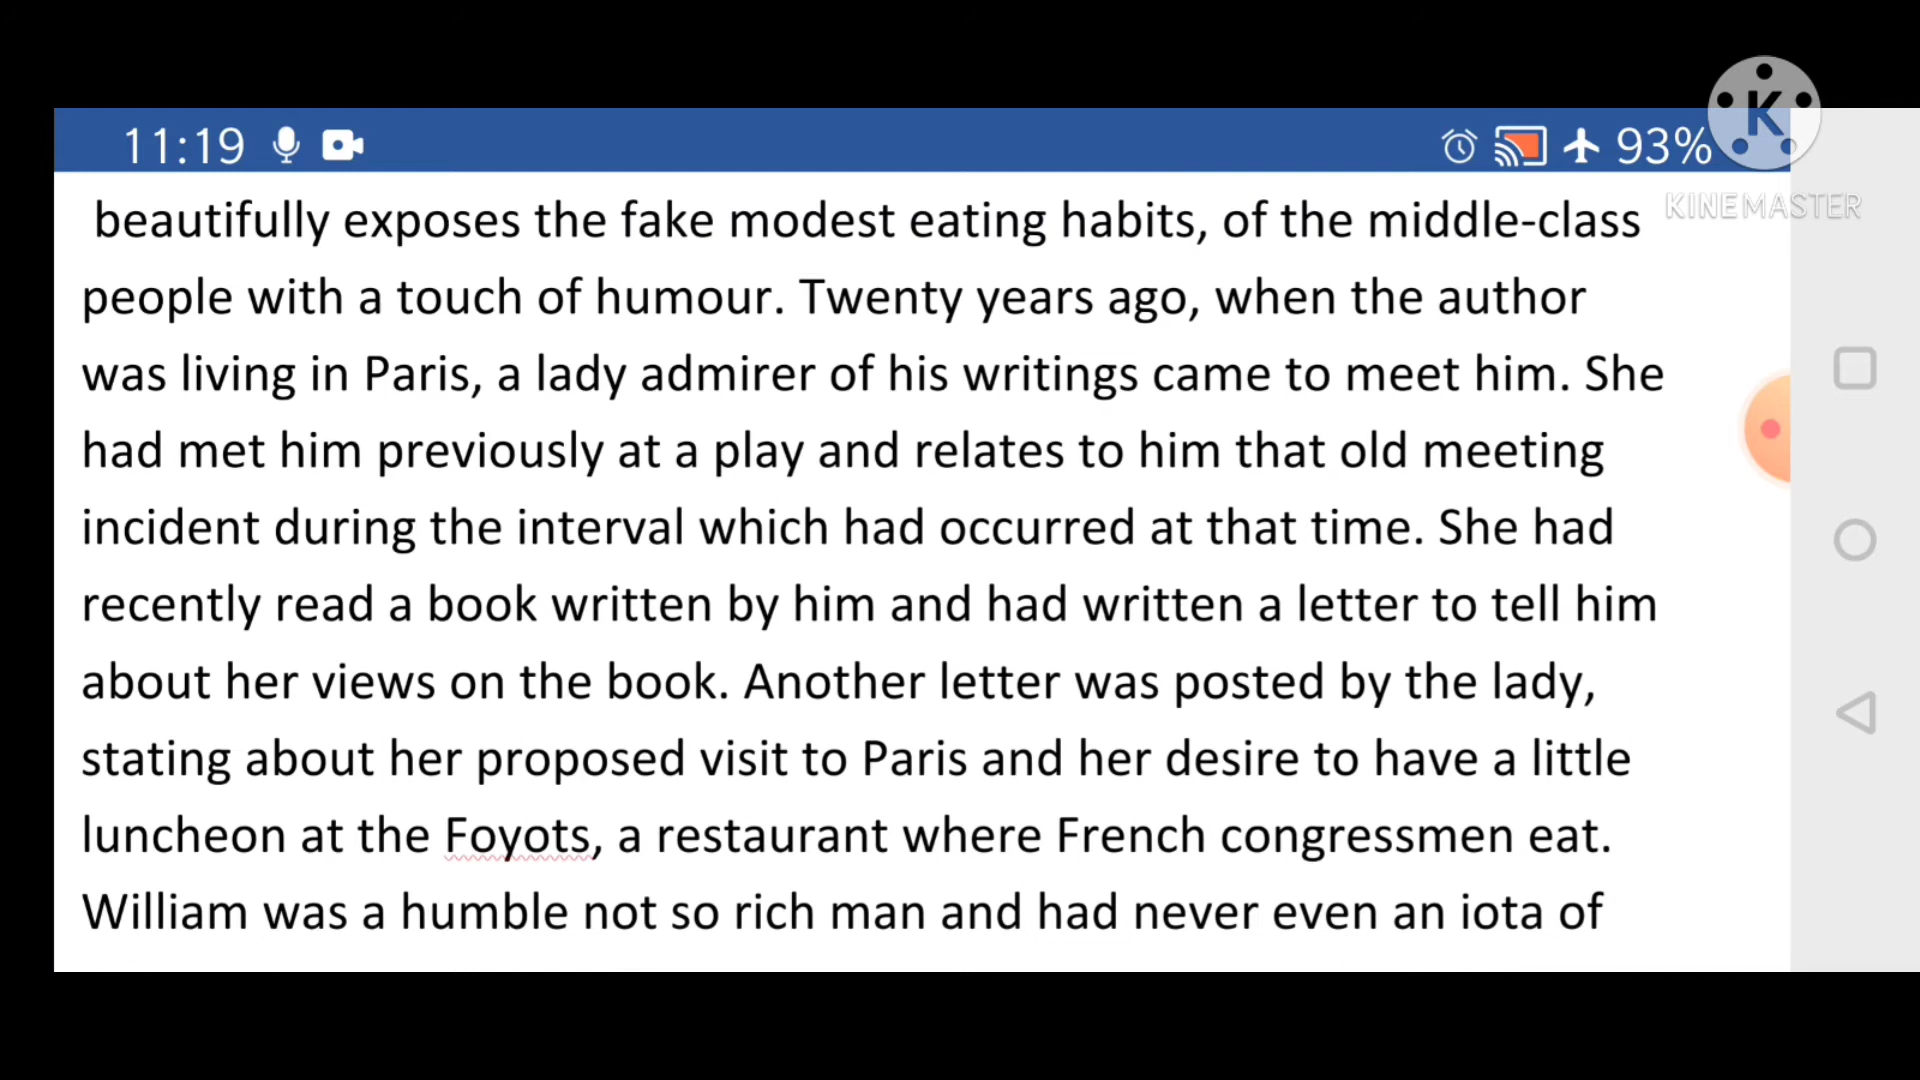 K
KINEMASTER
11:19 93%
beautifully exposes the fake modest eating habits, of the middle-class
people with a touch of humour. Twenty years ago, when the author
was living in Paris, a lady admirer of his writings came to meet him. She
had met him previously at a play and relates to him that old meeting
incident during the interval which had occurred at that time. She had
recently read a book written by him and had written a letter to tell him
about her views on the book. Another letter was posted by the lady,
stating about her proposed visit to Paris and her desire to have a little
luncheon at the Foyots, a restaurant where French congressmen eat.
William was a humble not so rich man and had never even an iota of